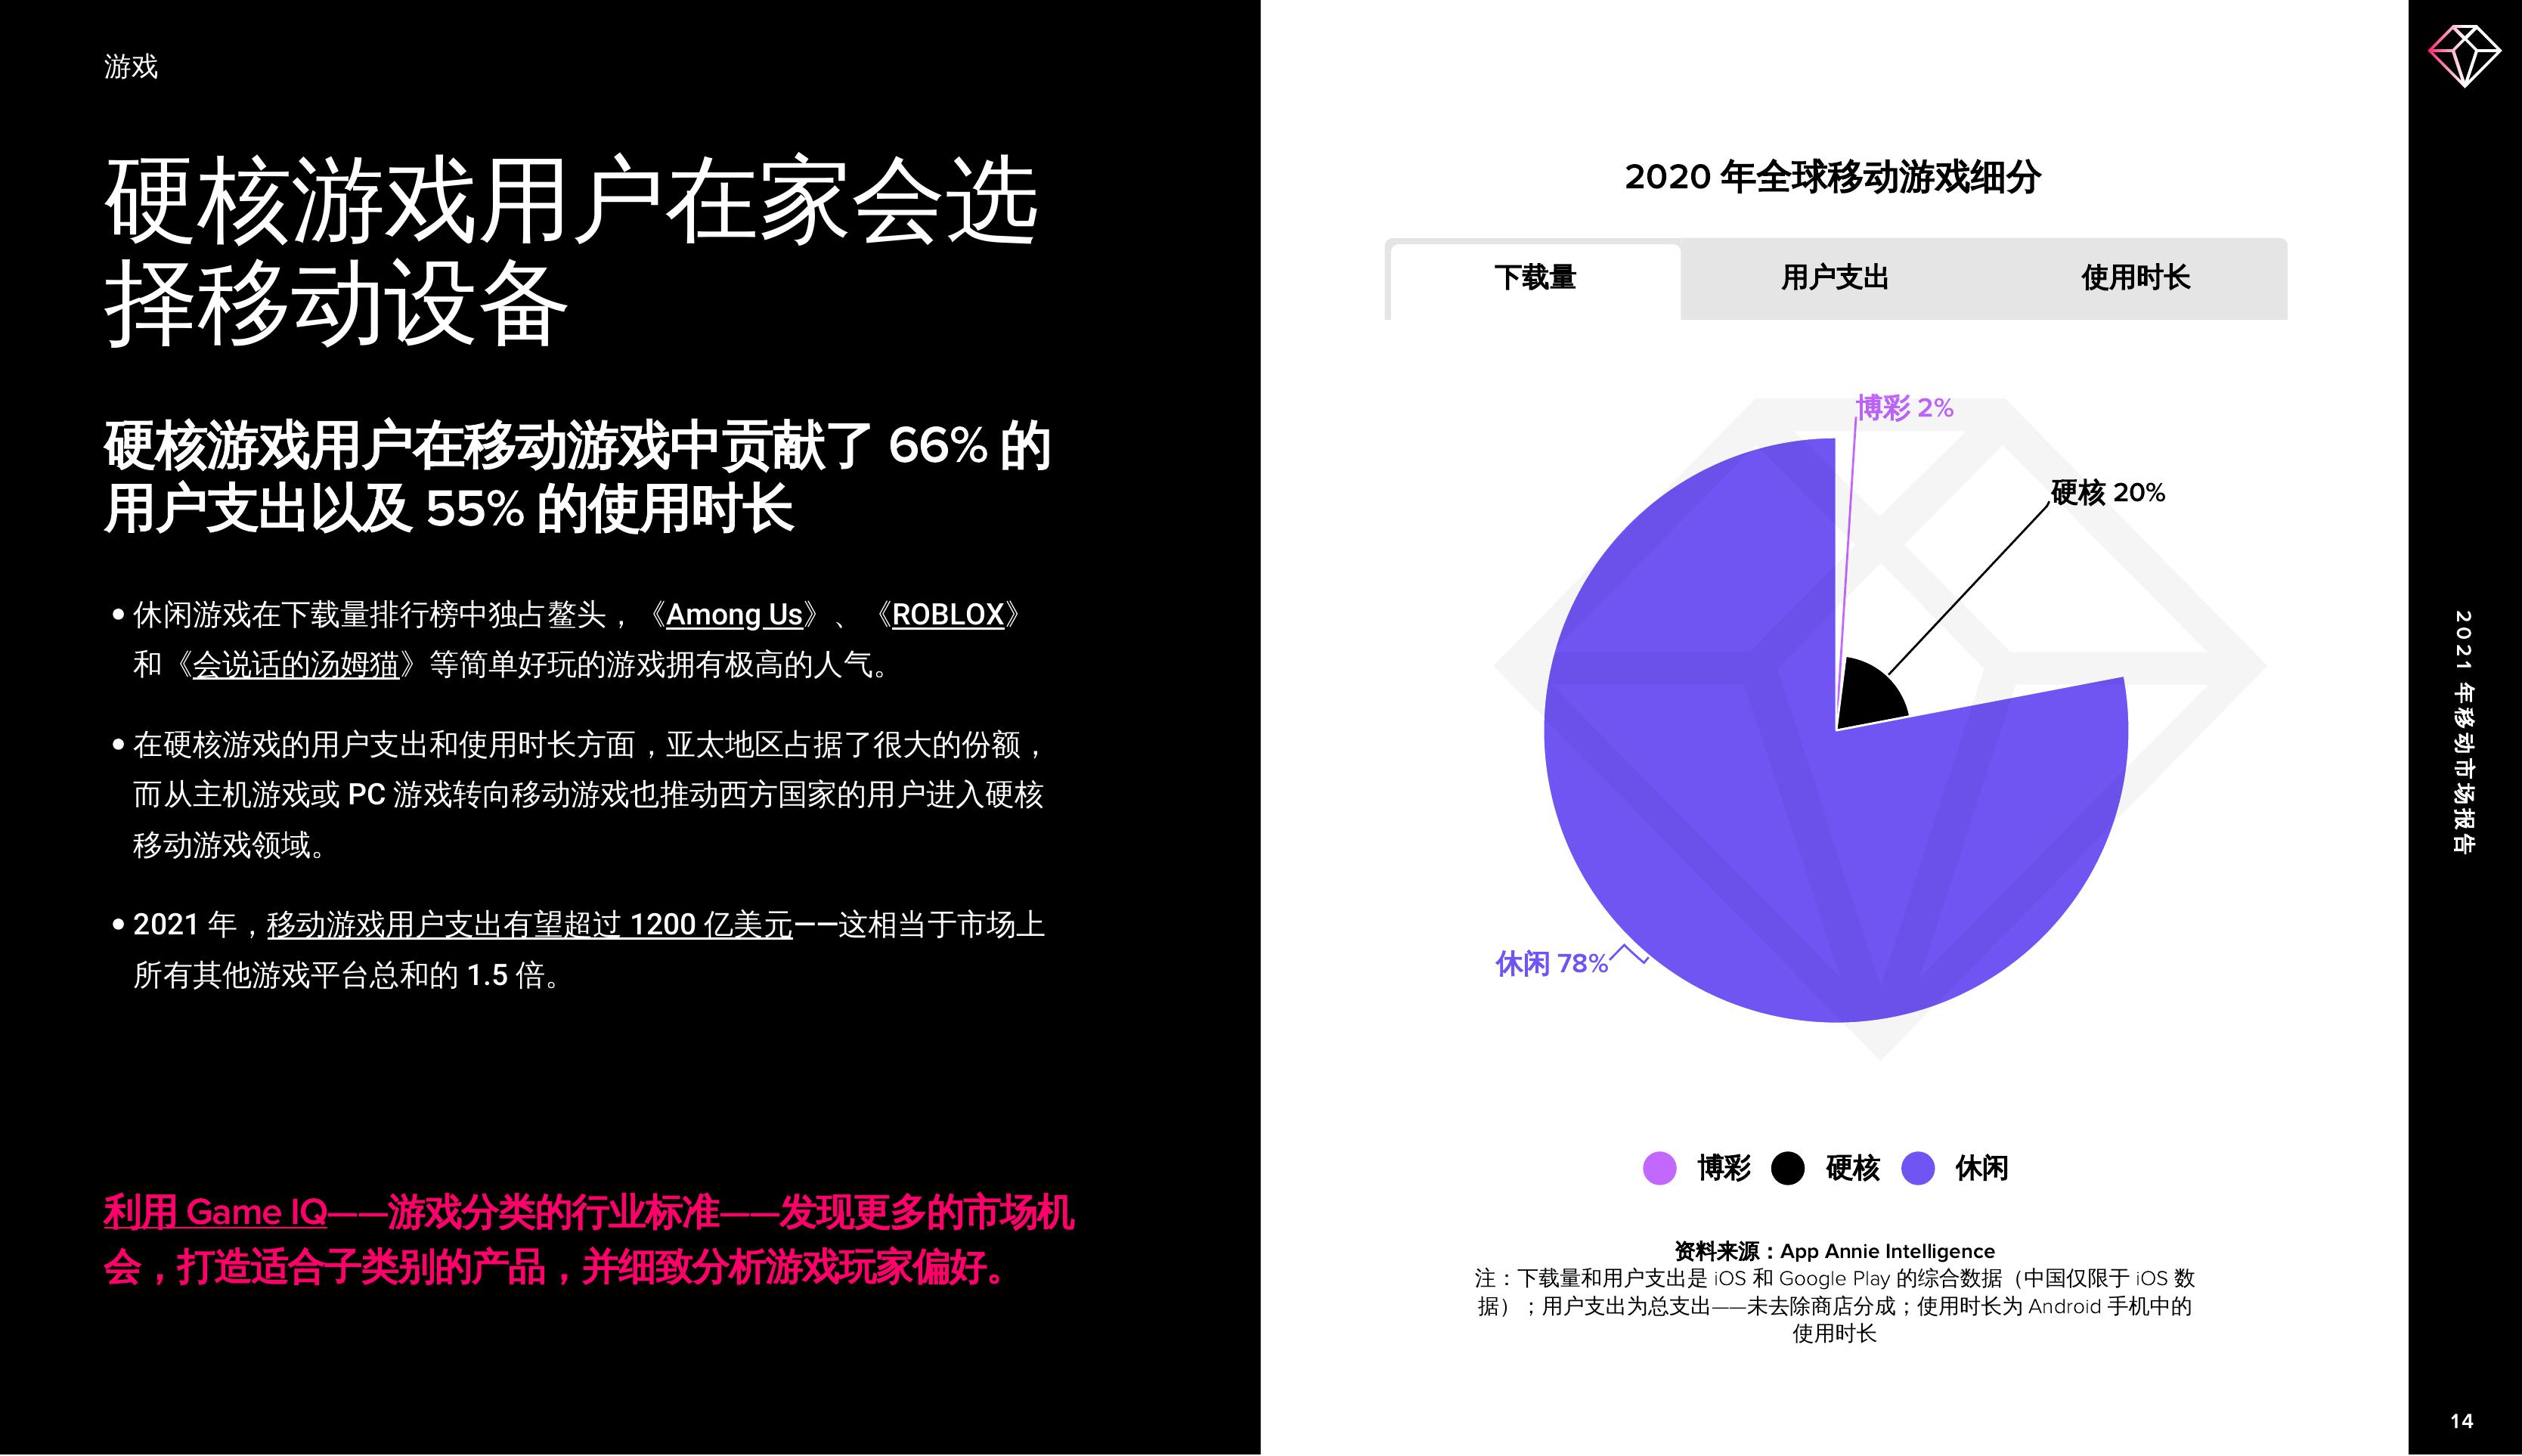 游戏
硬核游戏用户在家会选
择移动设备
硬核游戏用户在移动游戏中贡献了 66% 的
用户支出以及 55% 的使用时长
• 休闲游戏在下载量排行榜中独占鳌头，《Among Us》、《ROBLOX》
和《会说话的汤姆猫》等简单好玩的游戏拥有极高的人气。
• 在硬核游戏的用户支出和使用时长方面，亚太地区占据了很大的份额，
而从主机游戏或 PC 游戏转向移动游戏也推动西方国家的用户进入硬核
移动游戏领域。
• 2021 年，移动游戏用户支出有望超过 1200 亿美元——这相当于市场上
所有其他游戏平台总和的 1.5 倍。
利用 Game IQ——游戏分类的行业标准——发现更多的市场机
会，打造适合子类别的产品，并细致分析游戏玩家偏好。
2020 年全球移动游戏细分
下载量 用户支出 使用时长
博彩 2%
硬核 20%
休闲 78%
博彩 硬核 休闲
资料来源：App Annie Intelligence
注：下载量和用户支出是 iOS 和 Google Play 的综合数据（中国仅限于 iOS 数
据）；用户支出为总支出——未去除商店分成；使用时长为 Android 手机中的
使用时长
2021 年移动市场报告
14